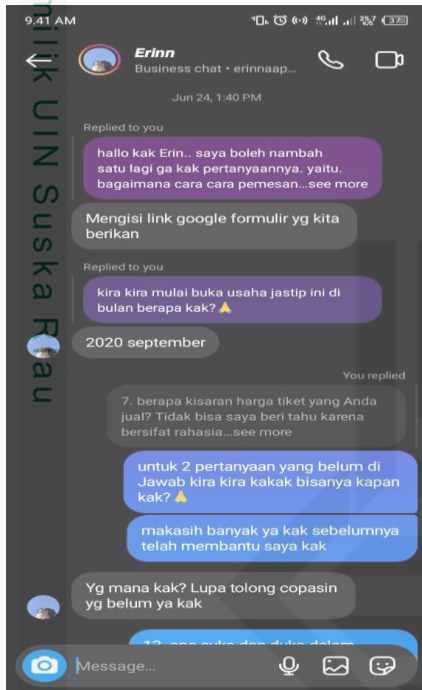 9.41 AM
Erinn
Business chat • erinnaap...
Jun 24, 1:40 PM
Replied to you
hallo kak Erin.. saya boleh nambah
satu lagi ga kak pertanyaannya. yaitu.
bagaimana cara cara pemesan...see more
Mengisi link google formulir yg kita
berikan
Replied to you
kira kira mulai buka usaha jastip ini di
bulan berapa kak?🙏
2020 september
You replied
7. berapa kisaran harga tiket yang Anda
jual? Tidak bisa saya beri tahu karena
bersifat rahasia...see more
untuk 2 pertanyaan yang belum di
Jawab kira kira kakak bisanya kapan
kak?🙏
makasih banyak ya kak sebelumnya
telah membantu saya kak
Yg mana kak? Lupa tolong copasin
yg belum ya kak
Message...
milik UIN Suska Riau